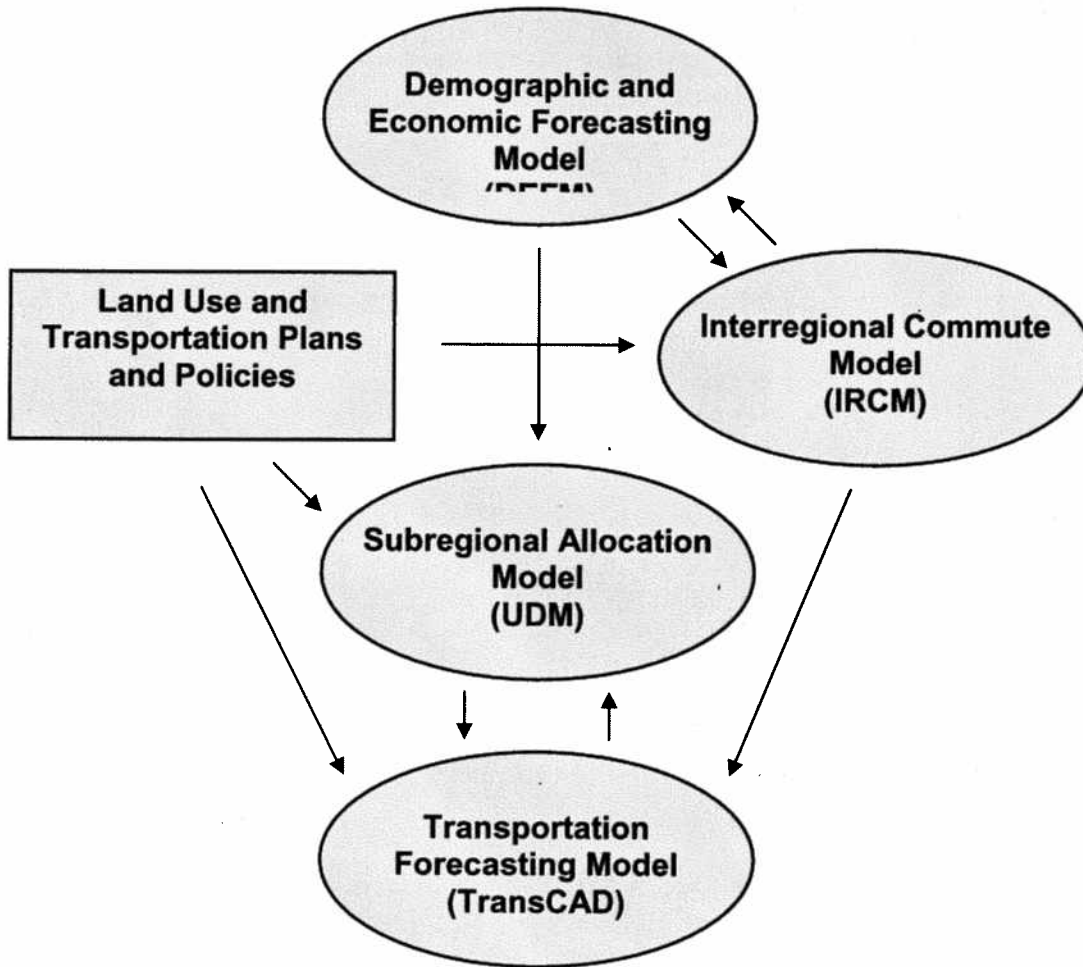 Demographic and
Economic Forecasting
Model
Land Use and
Transportation Plans
and Policies
Interregional Commute
Model
(IRCM)
Subregional Allocation
Model
(UDM)
Transportation
Forecasting Model
(TransCAD)